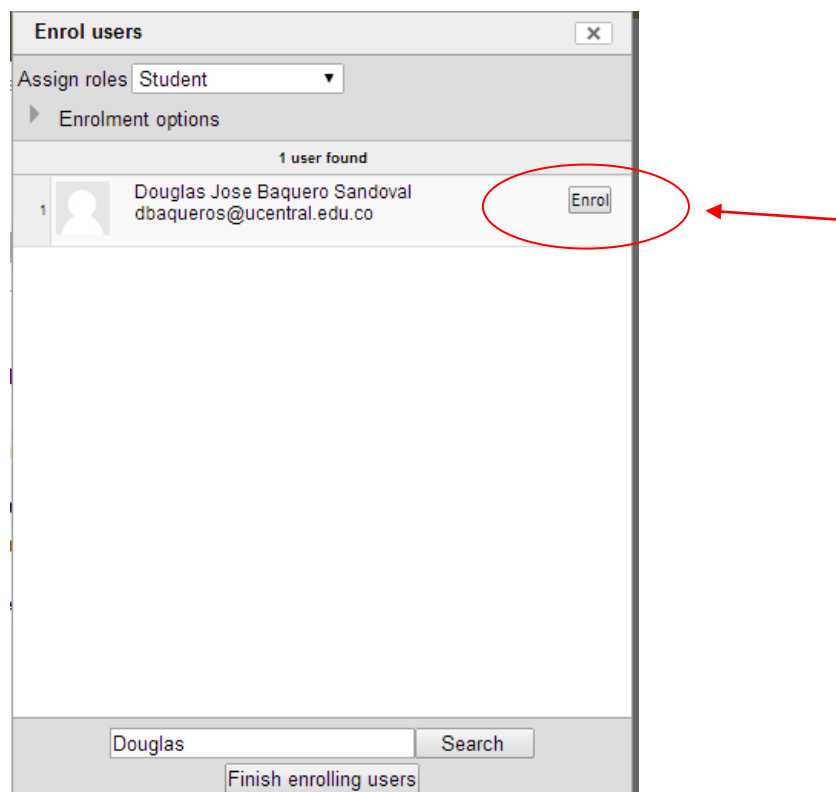 Enrol users
Assign roles Student
Enrolment options
1 user found
1
Douglas Jose Baquero Sandoval
dbaqueros@ucentral.edu.co
Enrol
Douglas
Search
Finish enrolling users